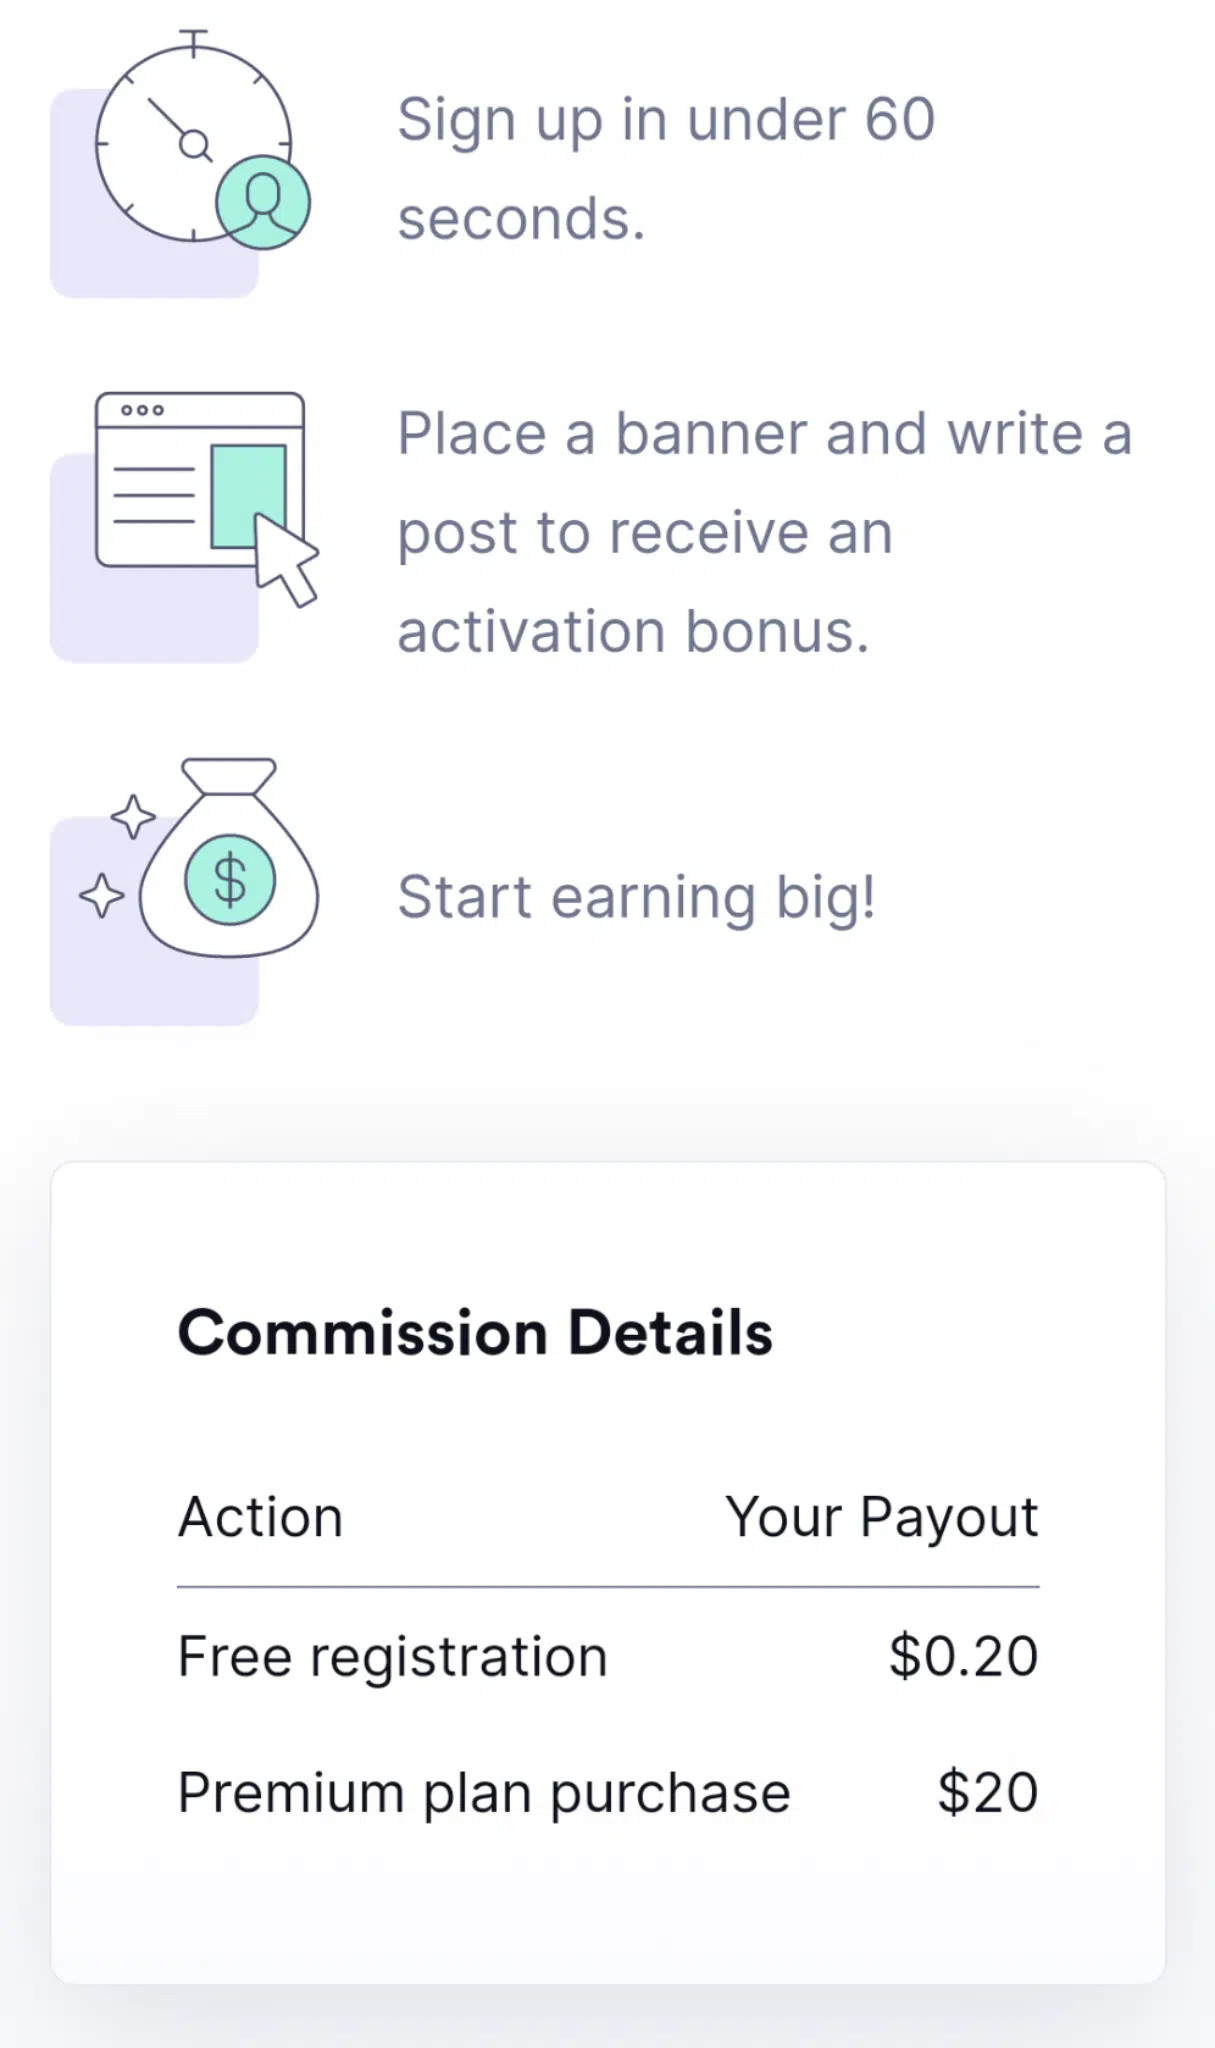 Sign up in under 60
seconds.
Place a banner and write a
post to receive an
activation bonus.
$
Start earning big!
Commission Details
Action Your Payout
Free registration $0.20
Premium plan purchase $20